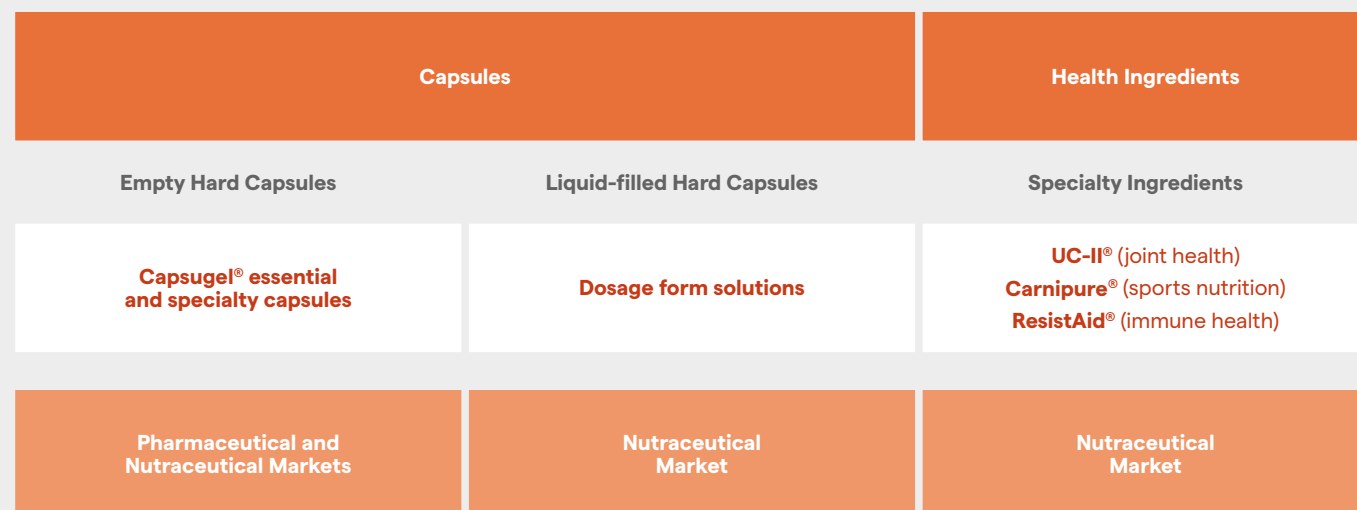 Capsules
Health Ingredients
Empty Hard Capsules
Liquid-filled Hard Capsules
Specialty Ingredients
Capsugel® essential
and specialty capsules
Dosage form solutions
UC-II® (joint health)
Carnipure® (sports nutrition)
ResistAid® (immune health)
Pharmaceutical and
Nutraceutical Markets
Nutraceutical
Market
Nutraceutical
Market